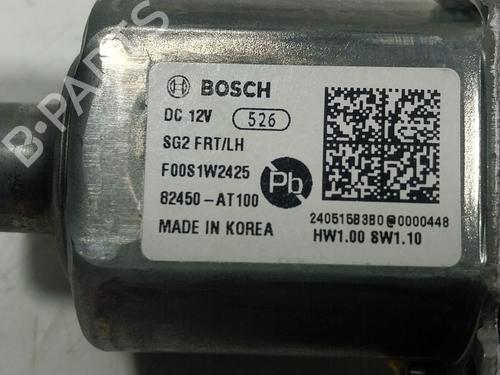 BOSCH
DC 12V 526
SG2 FRT/LH
F00S1W2425
82450-AT100
MADE IN KOREA
Pb
240515B3B0@0000448
HW1.00 SW1.10
B-PARTS